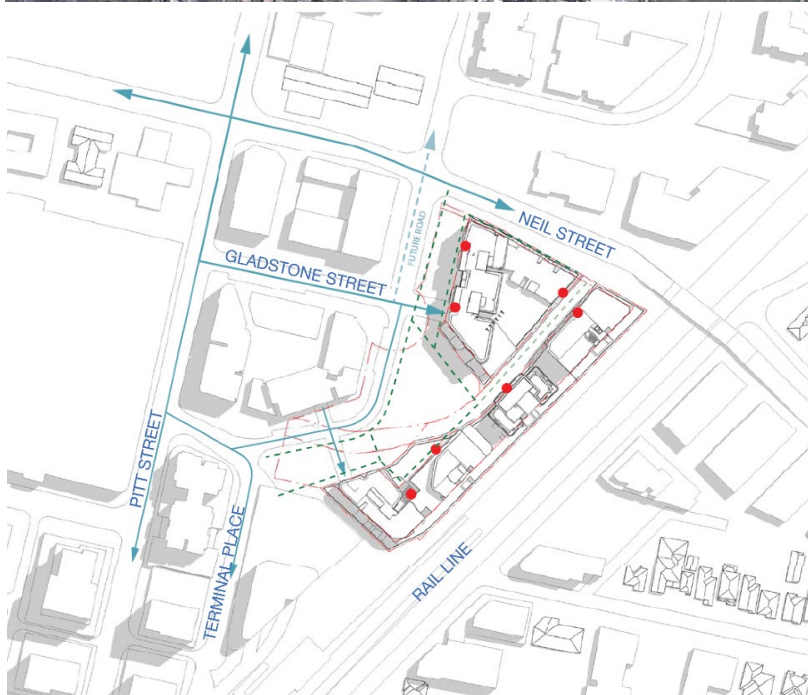 NEIL STREET
FUTURE ROAD
GLADSTONE STREET
PITT STREET
TERMINAL PLACE
RAIL LINE